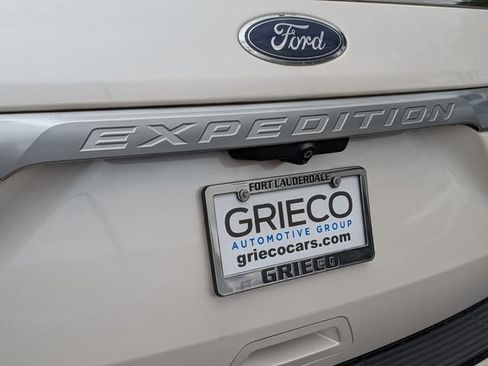 Ford
EXPEDITION
FORT LAUDERDALE
GRIECO
AUTOMOTIVE GROUP
griecocars.com
GRIECO